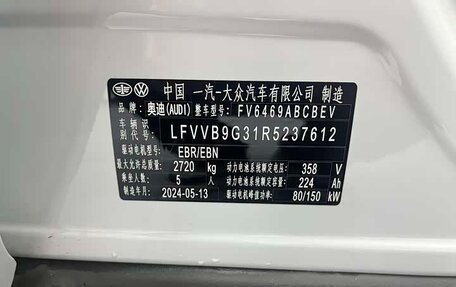 中国 一汽-大众汽车有限公司 制造
品牌: 奥迪(AUDI) 整车型号: FV6469ABCBEV
车辆识别代号: LFVVB9G31R5237612
驱动电机型号: EBR/EBN
最大允许总质量: 2720 kg 动力电池系统额定电压: 358 V
乘坐人数: 5 人 动力电池系统额定容量: 224 Ah
制造年月: 2024-05-13 驱动电机峰值功率: 80/150 kW